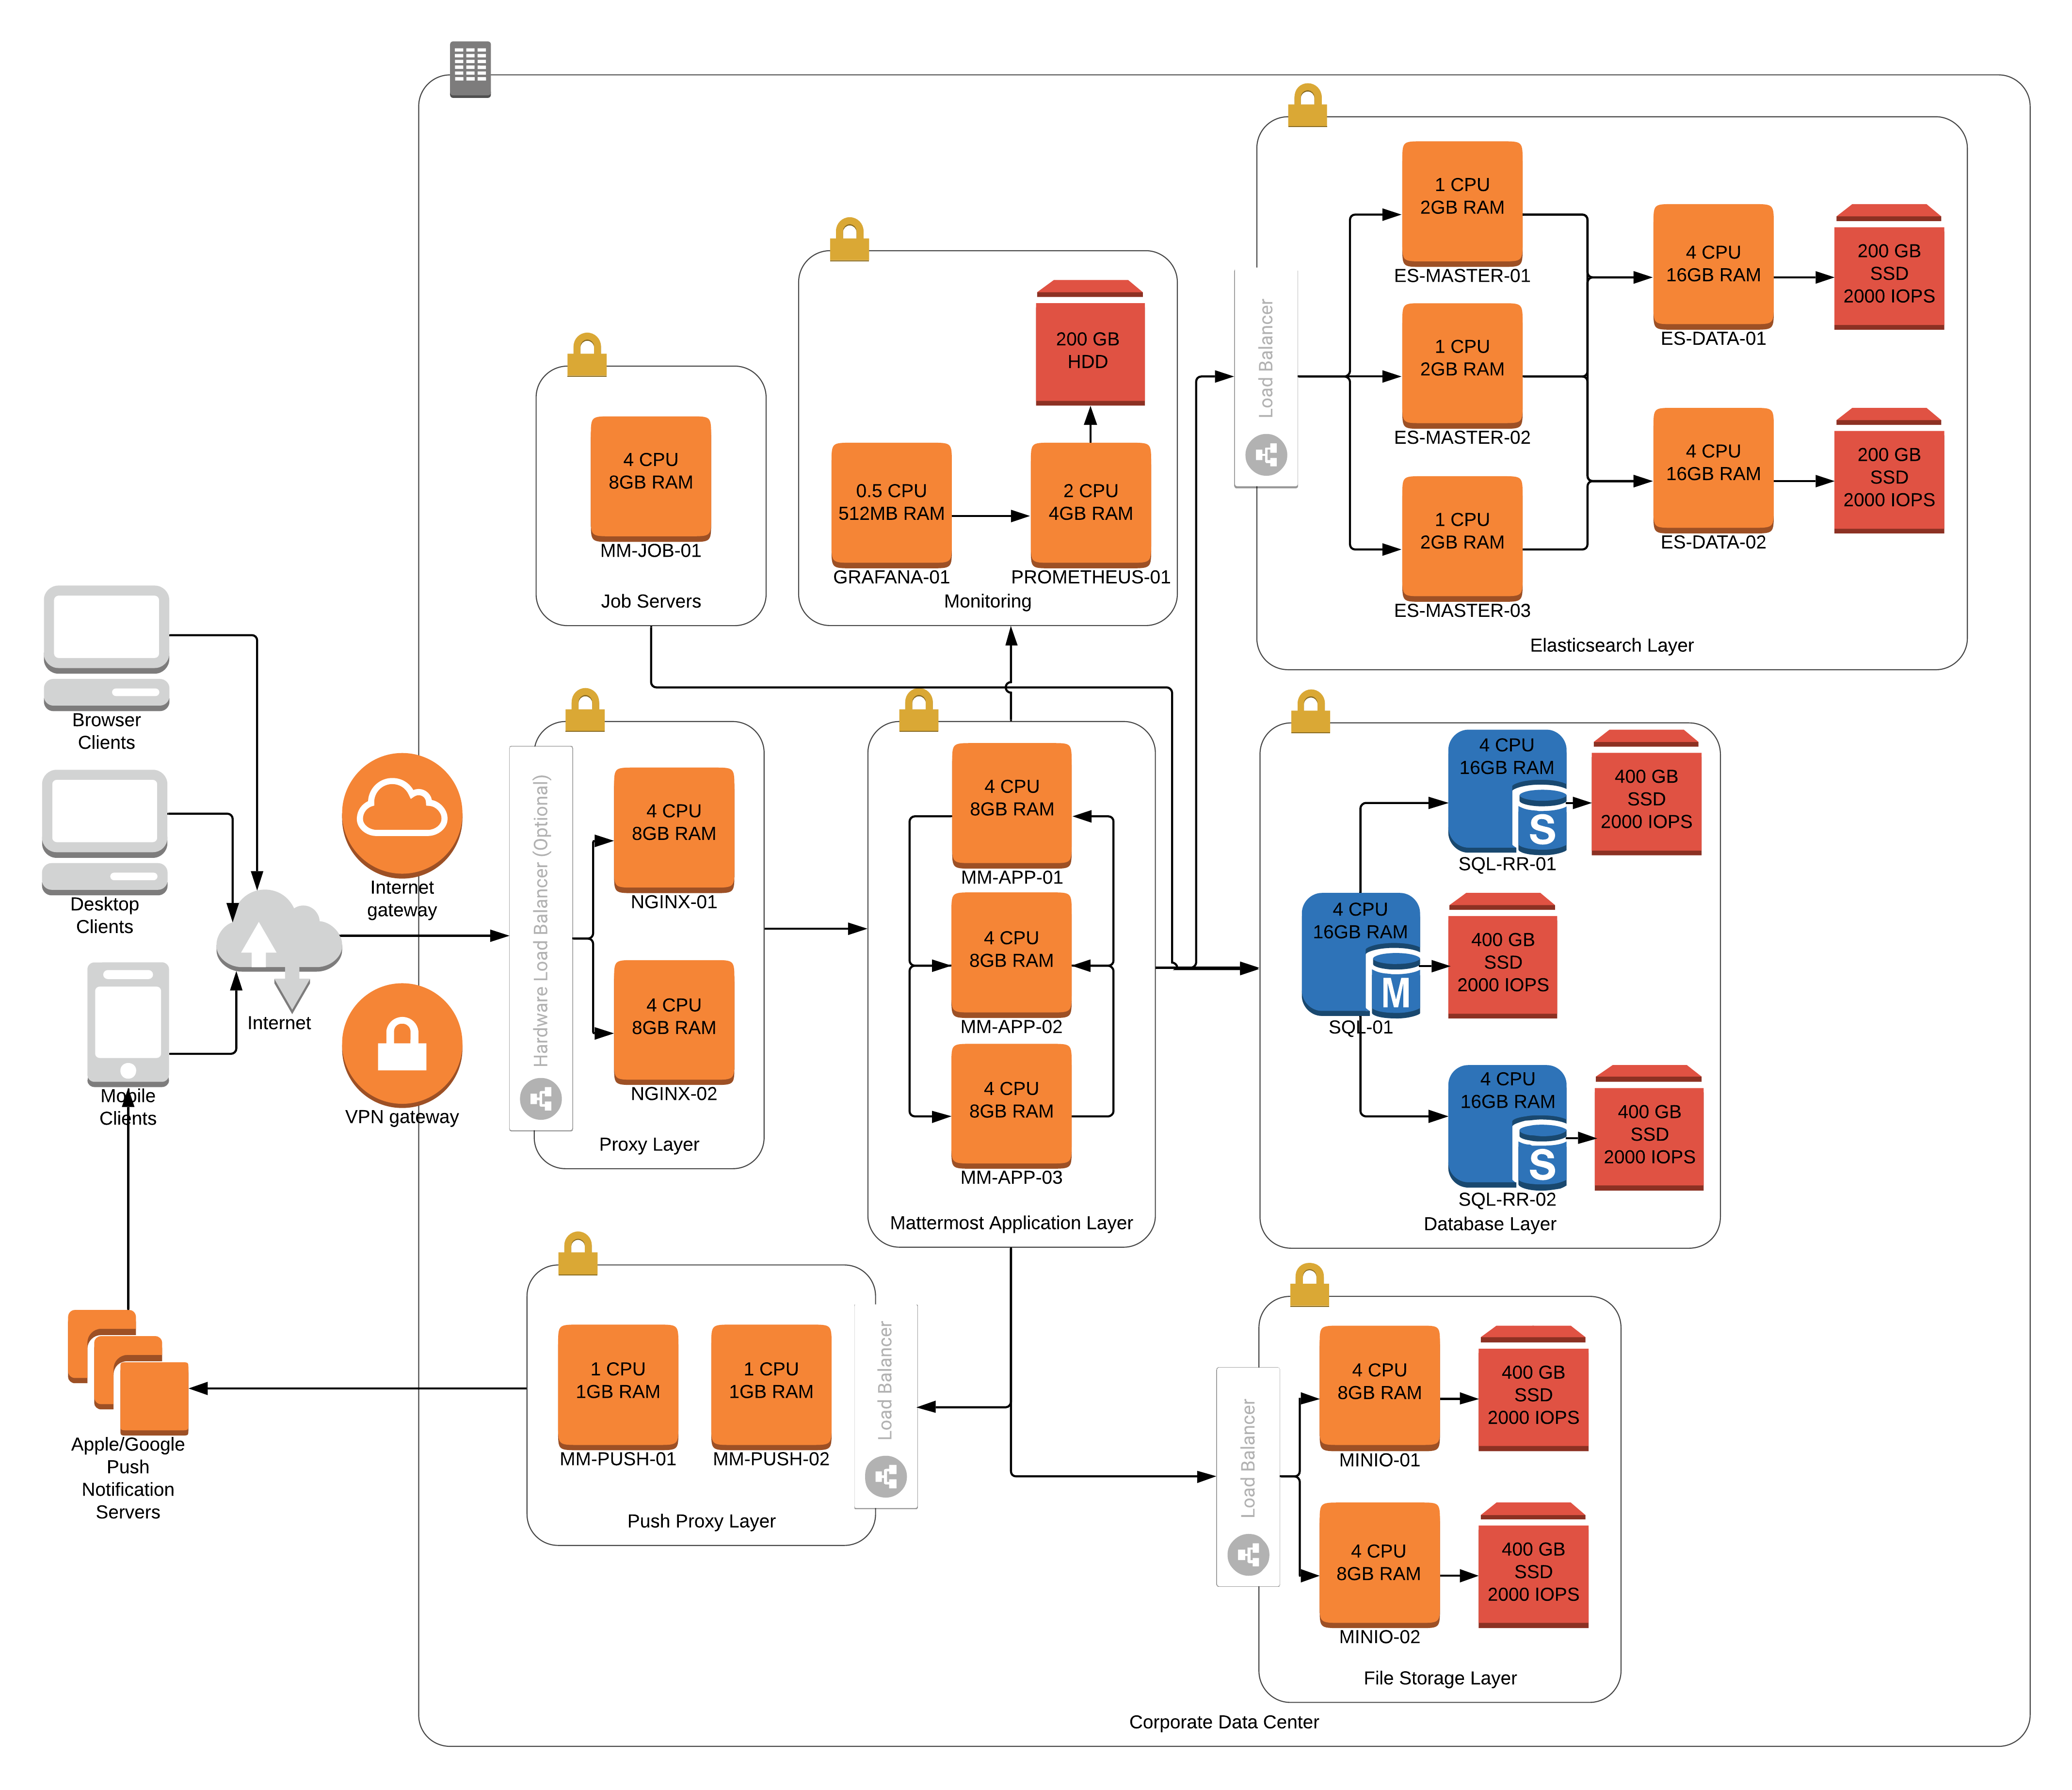 1 CPU
2GB RAM
ES-MASTER-01
1 CPU
2GB RAM
ES-MASTER-02
1 CPU
2GB RAM
ES-MASTER-03
4 CPU
16GB RAM
ES-DATA-01
200 GB
SSD
2000 IOPS
4 CPU
16GB RAM
ES-DATA-02
200 GB
SSD
2000 IOPS
Load Balancer
Elasticsearch Layer
200 GB
HDD
0.5 CPU
512MB RAM
GRAFANA-01
2 CPU
4GB RAM
PROMETHEUS-01
Monitoring
4 CPU
8GB RAM
MM-JOB-01
Job Servers
Browser
Clients
Desktop
Clients
Mobile
Clients
Internet
Internet
gateway
VPN gateway
Hardware Load Balancer (Optional)
4 CPU
8GB RAM
NGINX-01
4 CPU
8GB RAM
NGINX-02
Proxy Layer
4 CPU
8GB RAM
MM-APP-01
4 CPU
8GB RAM
MM-APP-02
4 CPU
8GB RAM
MM-APP-03
Mattermost Application Layer
4 CPU
16GB RAM
S
SQL-RR-01
400 GB
SSD
2000 IOPS
4 CPU
16GB RAM
M
SQL-01
400 GB
SSD
2000 IOPS
4 CPU
16GB RAM
S
SQL-RR-02
400 GB
SSD
2000 IOPS
Database Layer
Apple/Google
Push
Notification
Servers
1 CPU
1GB RAM
MM-PUSH-01
1 CPU
1GB RAM
MM-PUSH-02
Load Balancer
Push Proxy Layer
Load Balancer
4 CPU
8GB RAM
MINIO-01
400 GB
SSD
2000 IOPS
4 CPU
8GB RAM
MINIO-02
400 GB
SSD
2000 IOPS
File Storage Layer
Corporate Data Center